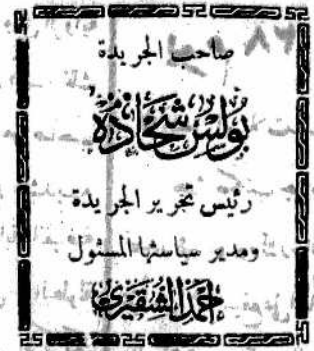 صاحب الجريدة
بولس شحادة
رئيس تحرير الجريدة
ومدير سياستها المسئول
احمد الشقيري